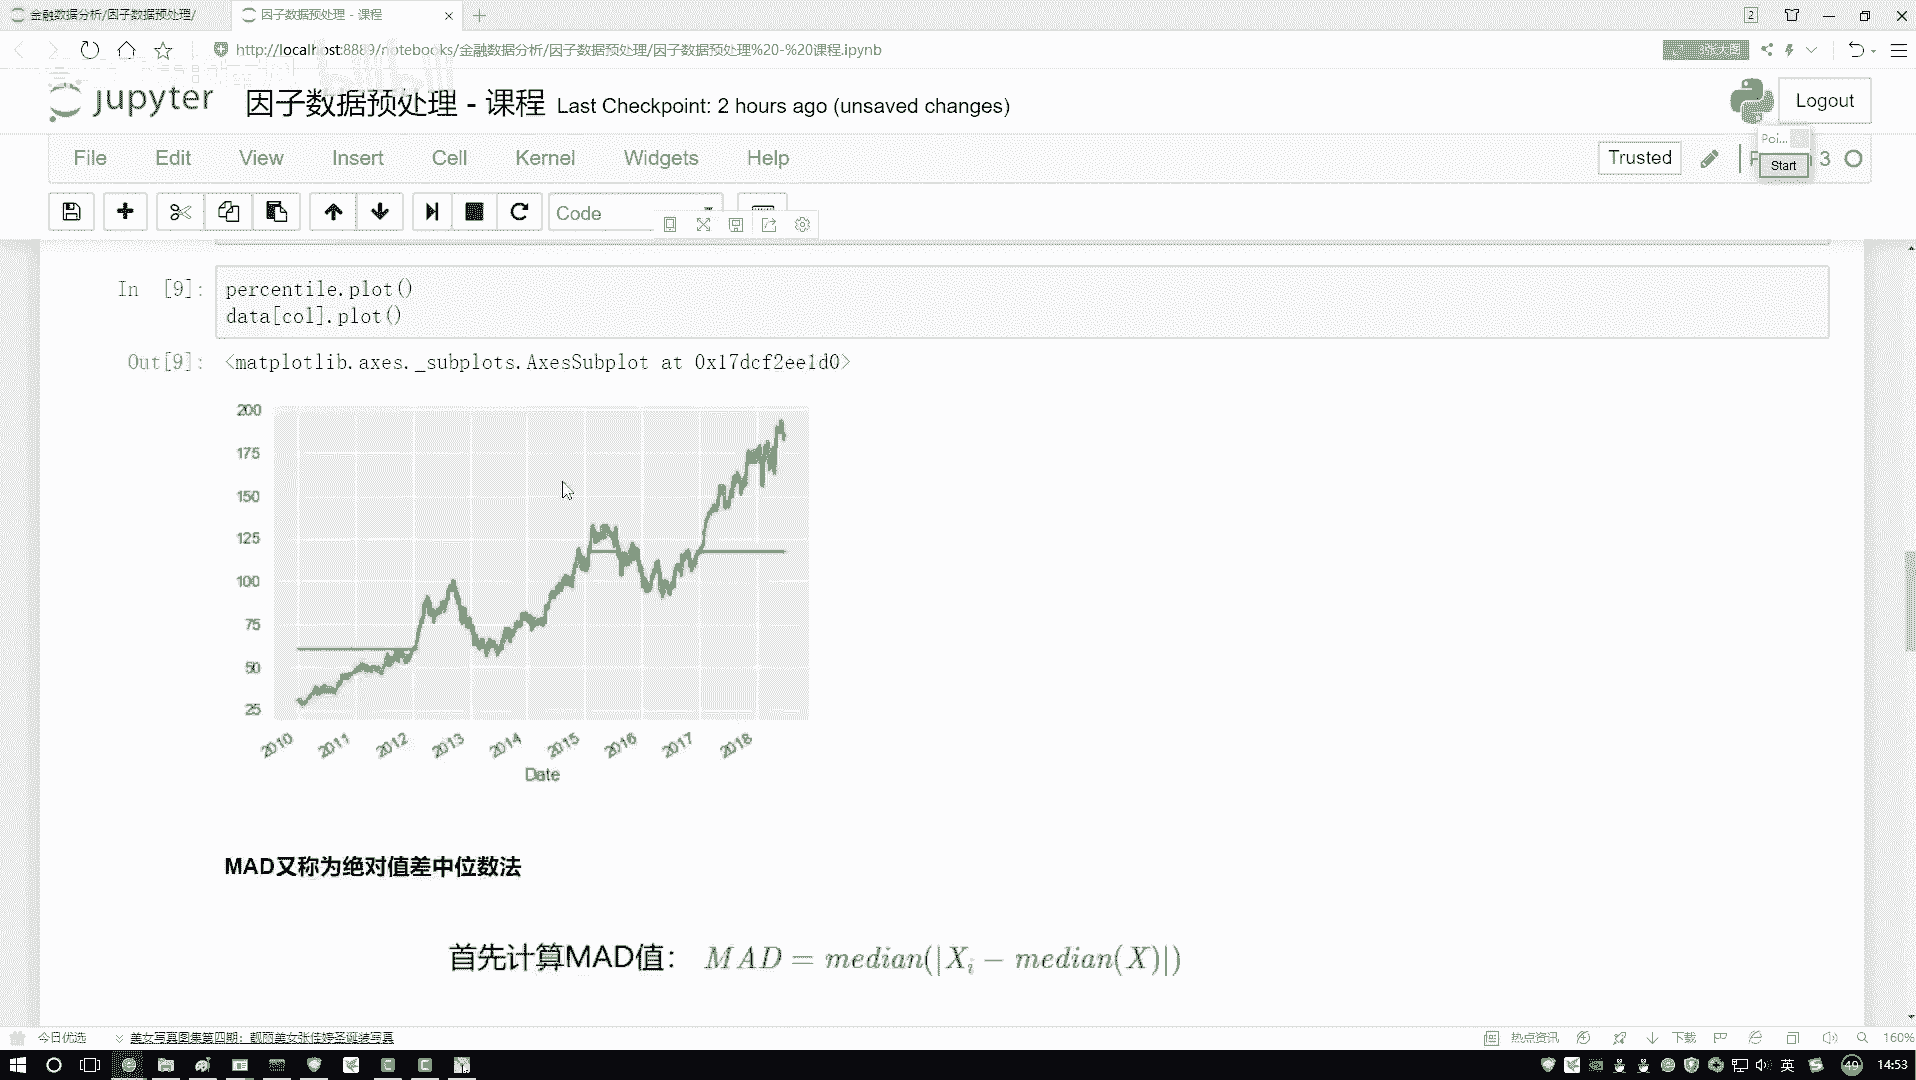 金融数据分析/因子数据预处理/
因子数据预处理 - 课程
2
http://localhost:8889/notebooks/金融数据分析/因子数据预处理/因子数据预处理%20-%20课程.ipynb
jupyter
因子数据预处理 - 课程 Last Checkpoint: 2 hours ago (unsaved changes)
Logout
File Edit View Insert Cell Kernel Widgets Help
Trusted
3
Poi...
Start
Code
In [9]:
percentile.plot()
data[col].plot()
Out[9]:
<matplotlib.axes._subplots.AxesSubplot at 0x17dcf2ee1d0>
200
175
150
125
100
75
50
25
2010 2011 2012 2013 2014 2015 2016 2017 2018
Date
MAD又称为绝对值差中位数法
首先计算MAD值： MAD = median(|Xi − median(X)|)
今日优选
美女写真图集第四期：靓丽美女张佳婷圣诞装写真
热点资讯
下载
160%
英
49
14:53